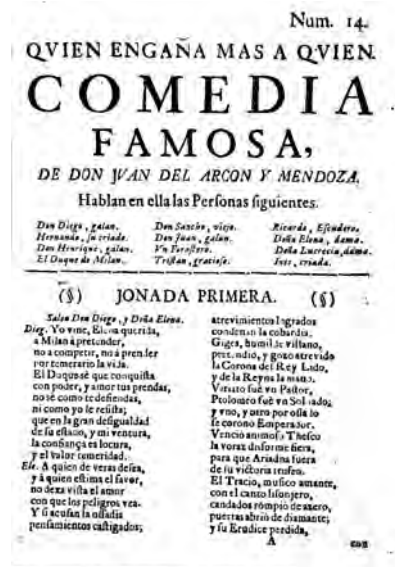 Num. 14.
QVIEN ENGAÑA MAS A QVIEN.
COMEDIA
FAMOSA,
DE DON JVAN DEL ARCON Y MENDOZA.
Hablan en ella las Personas siguientes.
Don Diego, galan.
Hernando, su criado.
Don Henrique, galan.
El Duque de Milan.
Don Sancho, viejo.
Don Juan, galan.
Vn Forastero.
Tristan, gracioso.
Ricardo, Escudero.
Doña Elena, dama.
Doña Lucrecia, dama.
Ines, criada.
(§) JONADA PRIMERA. (§)
Salen Don Diego, y Doña Elena.
Dieg. Yo vine, Elena querida,
a Milan à pretender,
no a competir, no à prender
por temerario la vida.
El Duque sè que conquista
con poder, y amor tus prendas,
no sè como te defiendas,
ni como yo le resista;
que en la gran desigualdad
de su estado, y mi ventura,
la confiança es locura,
y el valor temeridad.
Ele. A quien de veras desea,
y à quien estima el favor,
no dexa vista el amor
con que los peligros vea.
Y si acusan la ossadia
pensamientos castigados;
atrevimientos logrados
condenan la cobardia.
Giges, humilde villano,
pretendiò, y gozò atrevido
la Corona del Rey Lido,
y de la Reyna la mano.
Viriato fuè vn Pastor,
Ptolomeo fuè vn Soldado;
y vno, y otro por osado
se coronò Emperador.
Venciò animoso Theseo
la voraz disforme fiera,
para que Ariadna fuera
de su victoria trofeo.
El Tracio, musico amante,
con el canto lisonjero,
candados rompiò de azero,
puertas abriò de diamante;
y su Erudice perdida,
A
con